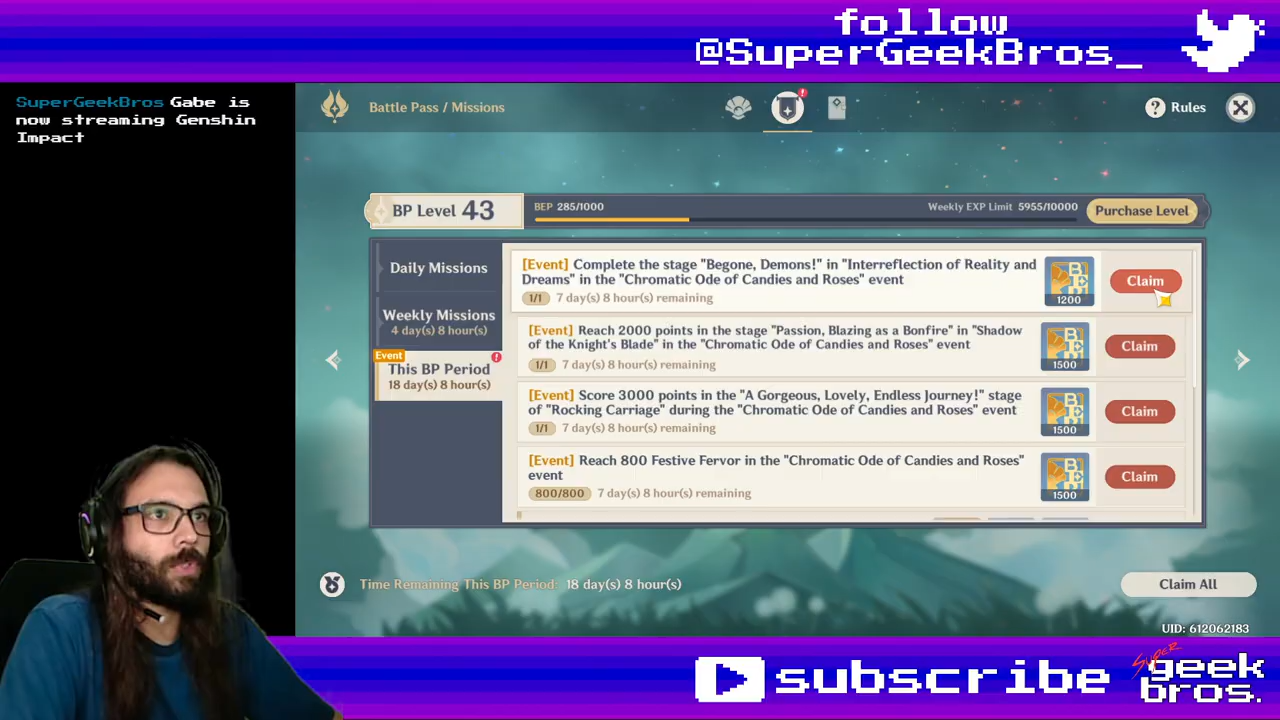 follow
@SuperGeekBros_
SuperGeekBros Gabe is
now streaming Genshin
Impact
Battle Pass / Missions
? Rules
BP Level 43
BEP 285/1000
Weekly EXP Limit 5955/10000
Purchase Level
Daily Missions
Weekly Missions
4 day(s) 8 hour(s)
Event
This BP Period
18 day(s) 8 hour(s)
[Event] Complete the stage "Begone, Demons!" in "Interreflection of Reality and
Dreams" in the "Chromatic Ode of Candies and Roses" event
1/1 7 day(s) 8 hour(s) remaining
BEP
1200
Claim
[Event] Reach 2000 points in the stage "Passion, Blazing as a Bonfire" in "Shadow
of the Knight's Blade" in the "Chromatic Ode of Candies and Roses" event
1/1 7 day(s) 8 hour(s) remaining
BEP
1500
Claim
[Event] Score 3000 points in the "A Gorgeous, Lovely, Endless Journey!" stage
of "Rocking Carriage" during the "Chromatic Ode of Candies and Roses" event
1/1 7 day(s) 8 hour(s) remaining
BEP
1500
Claim
[Event] Reach 800 Festive Fervor in the "Chromatic Ode of Candies and Roses"
event
800/800 7 day(s) 8 hour(s) remaining
BEP
1500
Claim
Time Remaining This BP Period: 18 day(s) 8 hour(s)
Claim All
UID: 612062183
subscribe
SUPER
geek
bros.